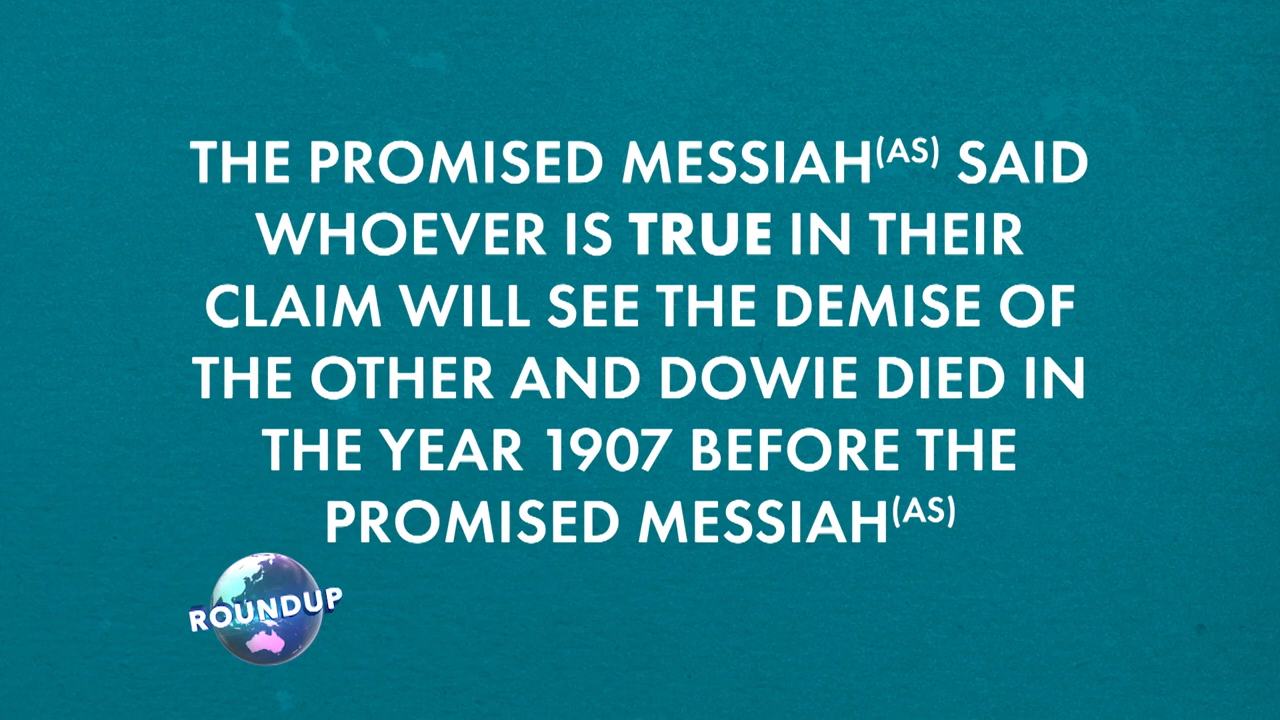 THE PROMISED MESSIAH(AS) SAID
WHOEVER IS TRUE IN THEIR
CLAIM WILL SEE THE DEMISE OF
THE OTHER AND DOWIE DIED IN
THE YEAR 1907 BEFORE THE
PROMISED MESSIAH(AS)
ROUNDUP